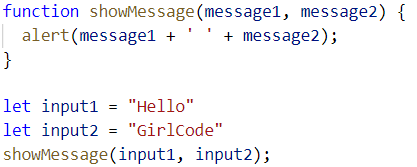 function showMessage(message1, message2) {
  alert(message1 + ' ' + message2);
}

let input1 = "Hello"
let input2 = "GirlCode"
showMessage(input1, input2);